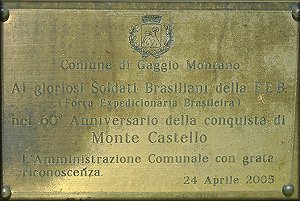 Comune di Gaggio Montano
Ai gloriosi Soldati Brasiliani della F.E.B.
(Força Expedicionária Brasileira)
nel 60° Anniversario della conquista di
Monte Castello
L'Amministrazione Comunale con grata
riconoscenza.
24 Aprile 2005